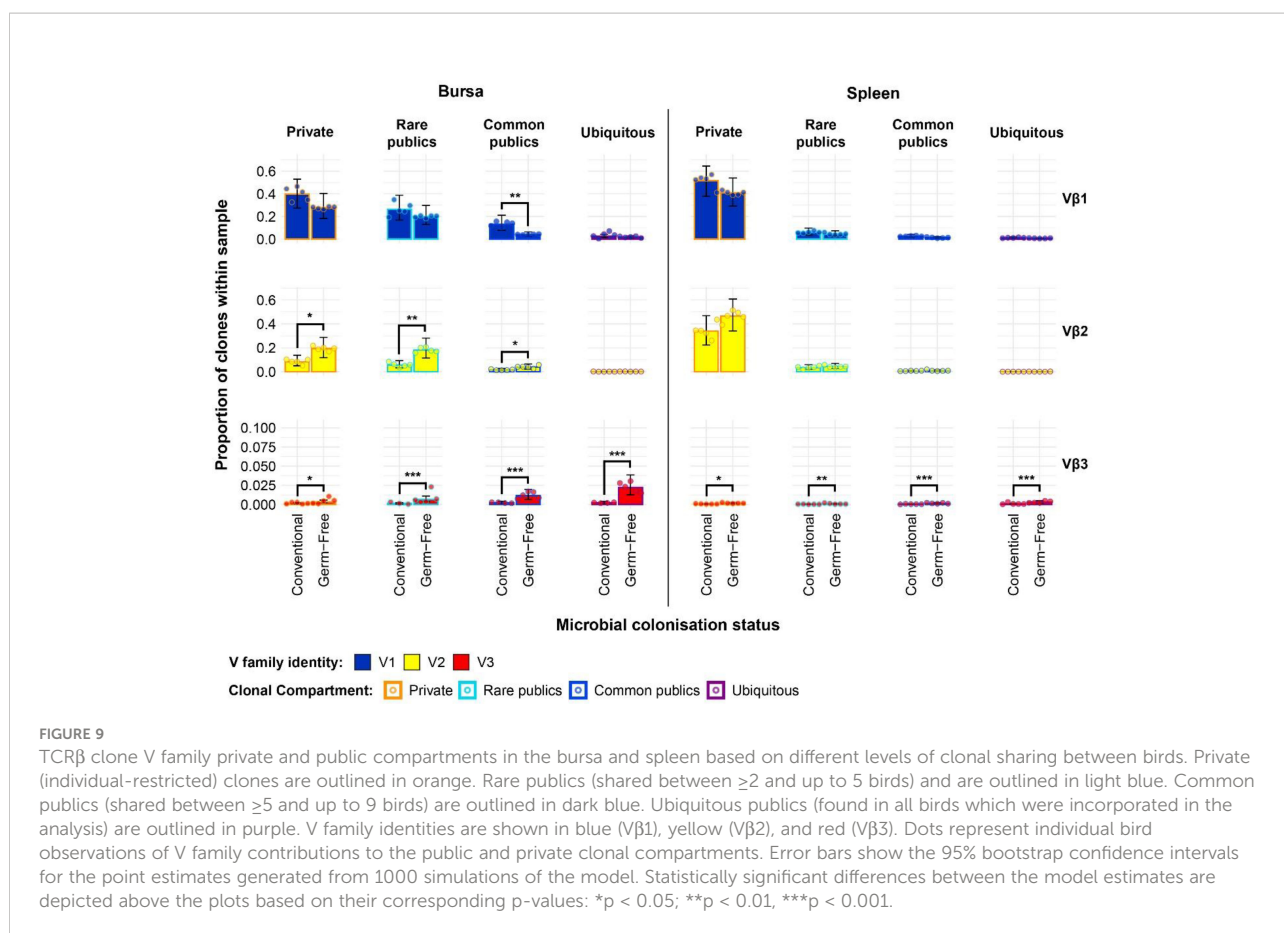 Bursa
Spleen
Private
Rare publics
Common publics
Ubiquitous
Private
Rare publics
Common publics
Ubiquitous
Proportion of clones within sample
0.6
0.4
0.2
0.0
**
Vβ1
0.6
0.4
0.2
0.0
*
**
*
Vβ2
0.100
0.075
0.050
0.025
0.000
*
***
***
***
*
**
***
***
Vβ3
Conventional
Germ-Free
Conventional
Germ-Free
Conventional
Germ-Free
Conventional
Germ-Free
Conventional
Germ-Free
Conventional
Germ-Free
Conventional
Germ-Free
Conventional
Germ-Free
Microbial colonisation status
V family identity: V1 V2 V3
Clonal Compartment: Private Rare publics Common publics Ubiquitous
FIGURE 9
TCRβ clone V family private and public compartments in the bursa and spleen based on different levels of clonal sharing between birds. Private
(individual-restricted) clones are outlined in orange. Rare publics (shared between ≥2 and up to 5 birds) and are outlined in light blue. Common
publics (shared between ≥5 and up to 9 birds) are outlined in dark blue. Ubiquitous publics (found in all birds which were incorporated in the
analysis) are outlined in purple. V family identities are shown in blue (Vβ1), yellow (Vβ2), and red (Vβ3). Dots represent individual bird
observations of V family contributions to the public and private clonal compartments. Error bars show the 95% bootstrap confidence intervals
for the point estimates generated from 1000 simulations of the model. Statistically significant differences between the model estimates are
depicted above the plots based on their corresponding p-values: *p < 0.05; **p < 0.01, ***p < 0.001.